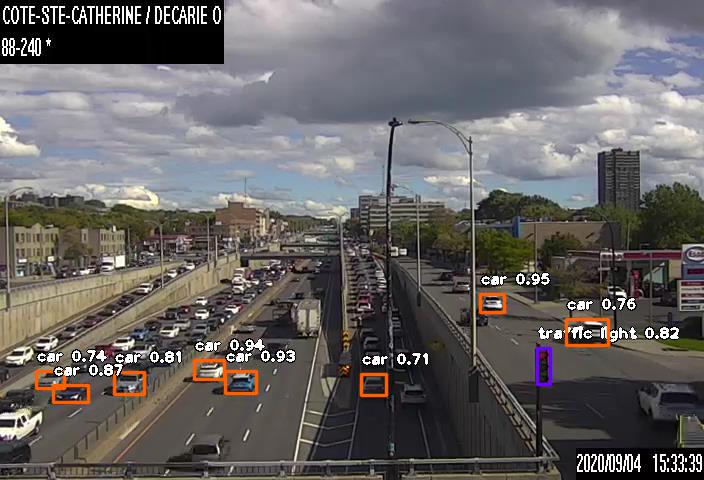 COTE-STE-CATHERINE / DECARIE O
88-240 *
car 0.95
car 0.76
Esso
traffic light 0.82
car 0.94
car 0.74
car 0.81
car 0.93
car 0.71
car 0.87
2020/09/04 15:33:39